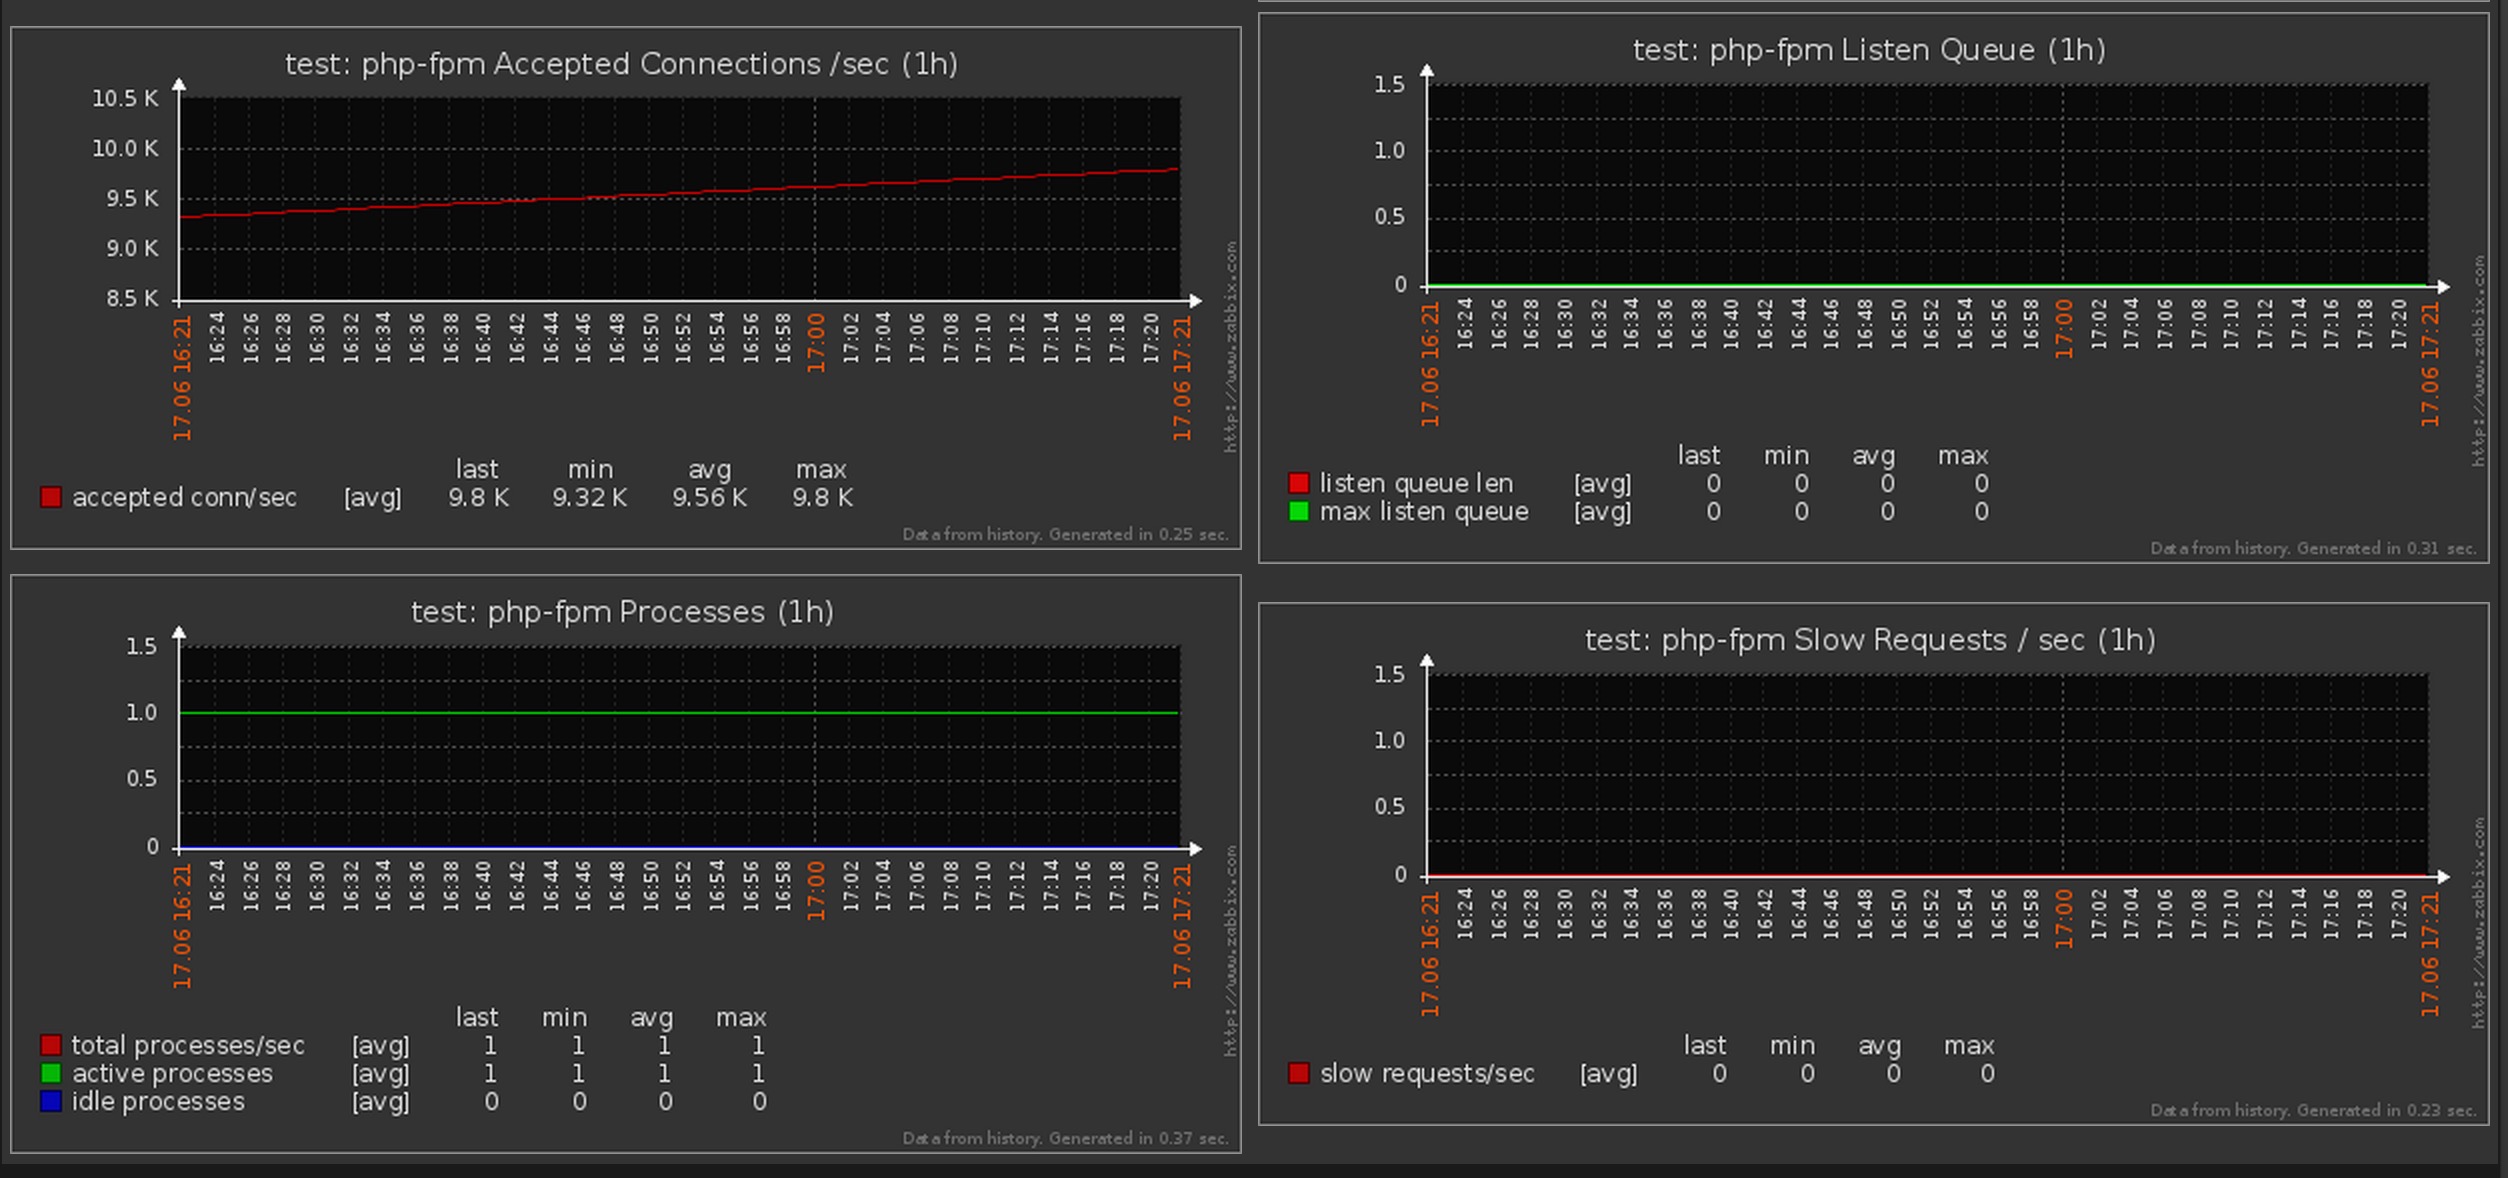 test: php-fpm Accepted Connections /sec (1h)
10.5 K
10.0 K
9.5 K
9.0 K
8.5 K
17.06 16:21 16:24 16:26 16:28 16:30 16:32 16:34 16:36 16:38 16:40 16:42 16:44 16:46 16:48 16:50 16:52 16:54 16:56 16:58 17:00 17:02 17:04 17:06 17:08 17:10 17:12 17:14 17:16 17:18 17:20 17.06 17:21
last min avg max
accepted conn/sec [avg] 9.8 K 9.32 K 9.56 K 9.8 K
http://www.zabbix.com
Data from history. Generated in 0.25 sec.
test: php-fpm Listen Queue (1h)
1.5
1.0
0.5
0
17.06 16:21 16:24 16:26 16:28 16:30 16:32 16:34 16:36 16:38 16:40 16:42 16:44 16:46 16:48 16:50 16:52 16:54 16:56 16:58 17:00 17:02 17:04 17:06 17:08 17:10 17:12 17:14 17:16 17:18 17:20 17.06 17:21
last min avg max
listen queue len [avg] 0 0 0 0
max listen queue [avg] 0 0 0 0
http://www.zabbix.com
Data from history. Generated in 0.31 sec.
test: php-fpm Processes (1h)
1.5
1.0
0.5
0
17.06 16:21 16:24 16:26 16:28 16:30 16:32 16:34 16:36 16:38 16:40 16:42 16:44 16:46 16:48 16:50 16:52 16:54 16:56 16:58 17:00 17:02 17:04 17:06 17:08 17:10 17:12 17:14 17:16 17:18 17:20 17.06 17:21
last min avg max
total processes/sec [avg] 1 1 1 1
active processes [avg] 1 1 1 1
idle processes [avg] 0 0 0 0
http://www.zabbix.com
Data from history. Generated in 0.37 sec.
test: php-fpm Slow Requests / sec (1h)
1.5
1.0
0.5
0
17.06 16:21 16:24 16:26 16:28 16:30 16:32 16:34 16:36 16:38 16:40 16:42 16:44 16:46 16:48 16:50 16:52 16:54 16:56 16:58 17:00 17:02 17:04 17:06 17:08 17:10 17:12 17:14 17:16 17:18 17:20 17.06 17:21
last min avg max
slow requests/sec [avg] 0 0 0 0
http://www.zabbix.com
Data from history. Generated in 0.23 sec.